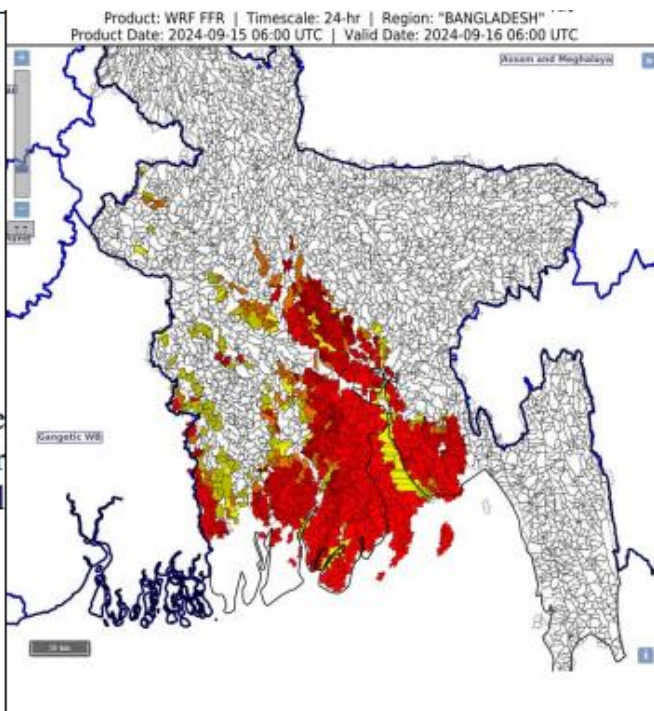 Product: WRF FFR | Timescale: 24-hr | Region: "BANGLADESH"
Product Date: 2024-09-15 06:00 UTC | Valid Date: 2024-09-16 06:00 UTC
Assam and Meghalaya
Gangetic WB